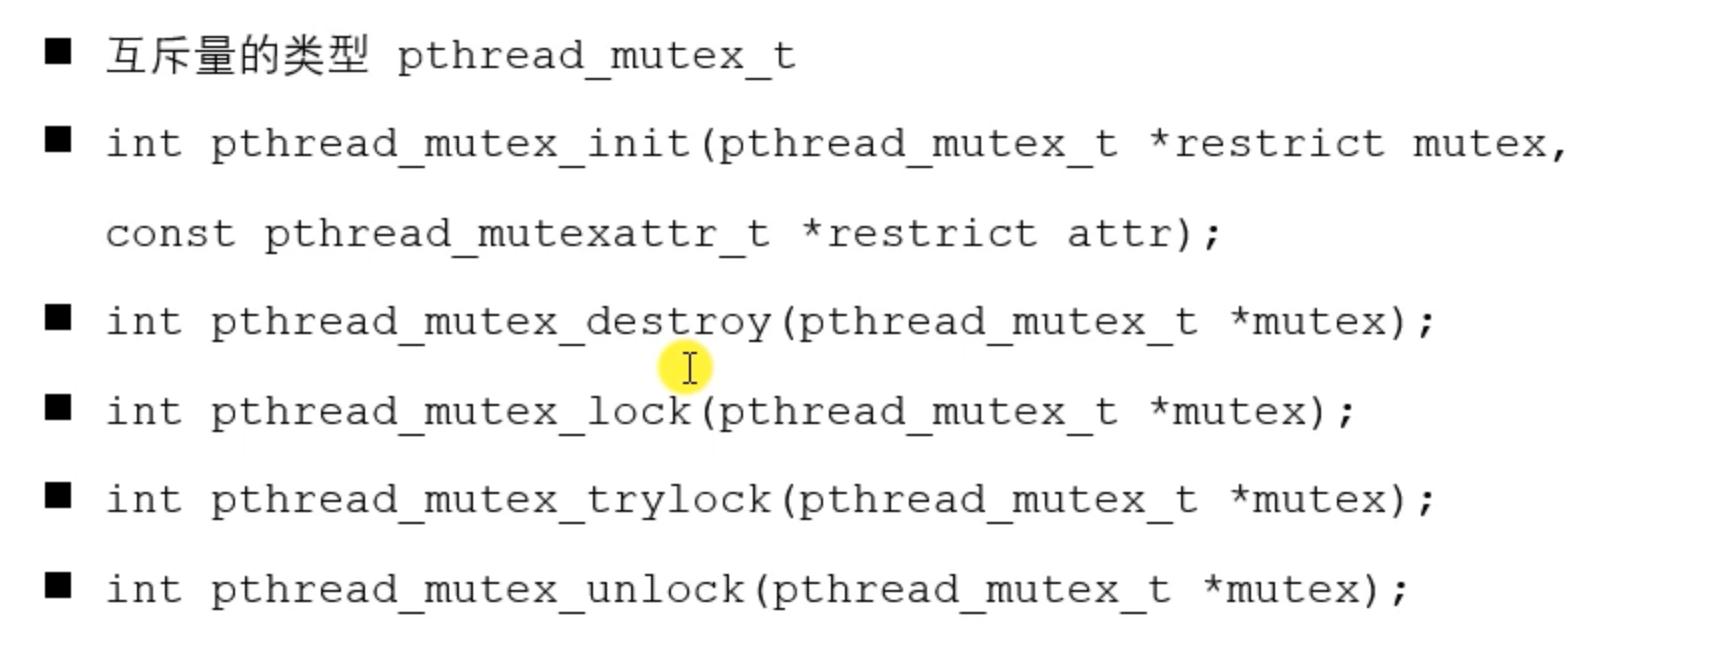 ■ 互斥量的类型 pthread_mutex_t
■ int pthread_mutex_init(pthread_mutex_t *restrict mutex,
const pthread_mutexattr_t *restrict attr);
■ int pthread_mutex_destroy(pthread_mutex_t *mutex);
■ int pthread_mutex_lock(pthread_mutex_t *mutex);
■ int pthread_mutex_trylock(pthread_mutex_t *mutex);
■ int pthread_mutex_unlock(pthread_mutex_t *mutex);